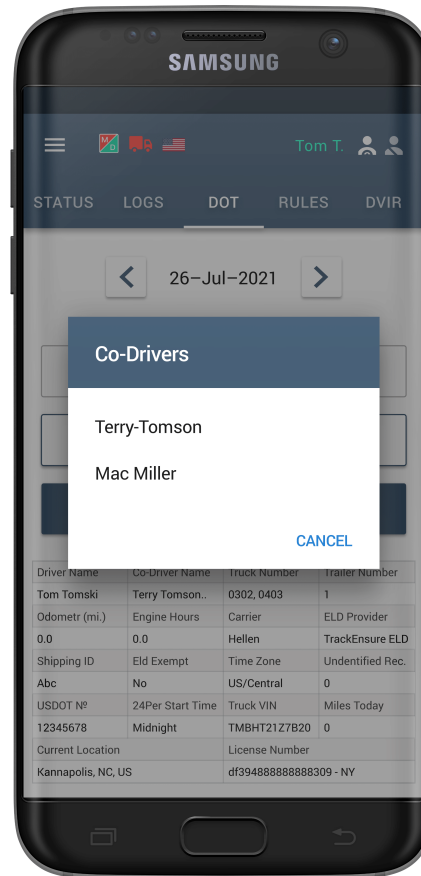 SAMSUNG
M D
Tom T.
STATUS LOGS DOT RULES DVIR
26–Jul–2021
Co-Drivers
Terry-Tomson
Mac Miller
CANCEL
Driver Name Co-Driver Name Truck Number Trailer Number
Tom Tomski Terry Tomson.. 0302, 0403 1
Odometr (mi.) Engine Hours Carrier ELD Provider
0.0 0.0 Hellen TrackEnsure ELD
Shipping ID Eld Exempt Time Zone Undentified Rec.
Abc No US/Central 0
USDOT Nº 24Per Start Time Truck VIN Miles Today
12345678 Midnight TMBHT21Z7B20 0
Current Location License Number
Kannapolis, NC, US df394888888888309 - NY